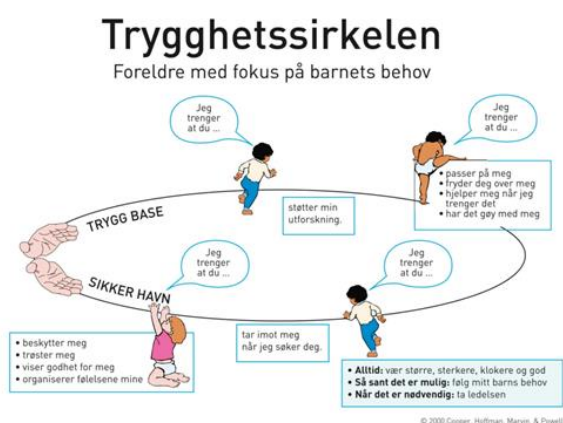 Trygghetssirkelen
Foreldre med fokus på barnets behov
Jeg
trenger
at du ...
Jeg
trenger
at du ...
• passer på meg
• fryder deg over meg
• hjelper meg når jeg
trenger det
• har det gøy med meg
støtter min
utforskning.
TRYGG BASE
SIKKER HAVN
Jeg
trenger
at du ...
Jeg
trenger
at du ...
• beskytter meg
• trøster meg
• viser godhet for meg
• organiserer følelsene mine
tar imot meg
når jeg søker deg.
• Alltid: vær større, sterkere, klokere og god
• Så sant det er mulig: følg mitt barns behov
• Når det er nødvendig: ta ledelsen
© 2000 Cooper, Hoffman, Marvin, & Powell